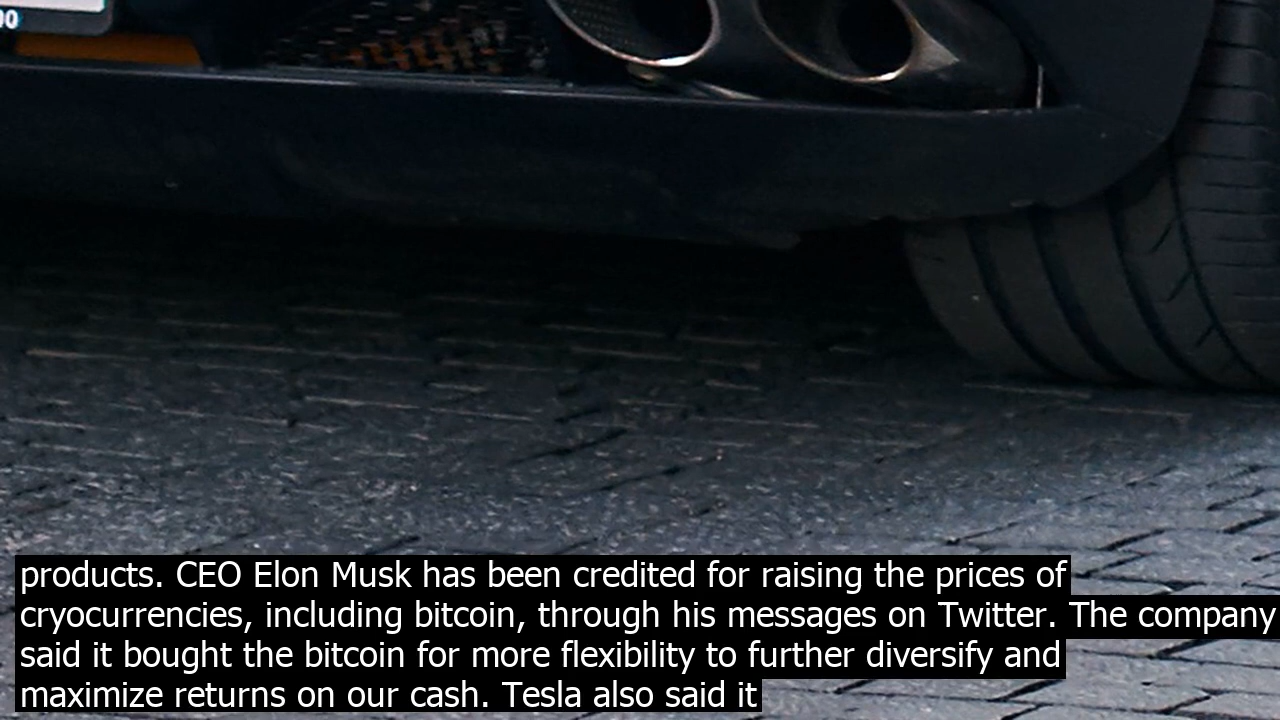 00
products. CEO Elon Musk has been credited for raising the prices of
cryocurrencies, including bitcoin, through his messages on Twitter. The company
said it bought the bitcoin for more flexibility to further diversify and
maximize returns on our cash. Tesla also said it